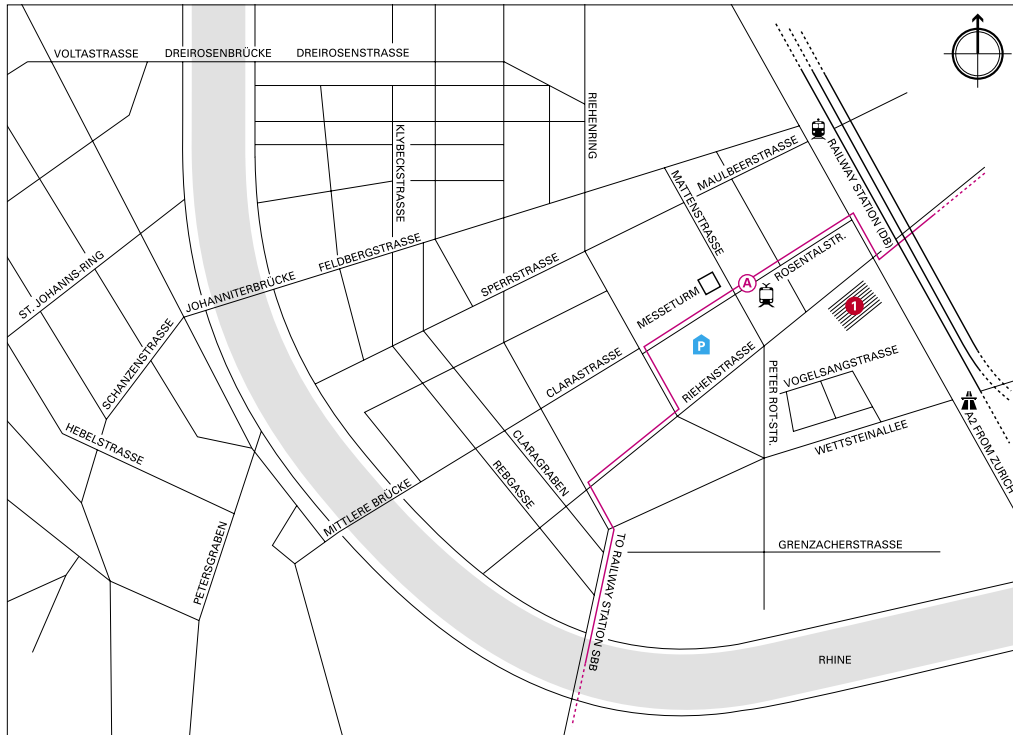 VOLTASTRASSE
DREIROSENBRÜCKE
DREIROSENSTRASSE
RIEHENRING
KLYBECKSTRASSE
RAILWAY STATION (DB)
MAULBEERSTRASSE
MATTENSTRASSE
ST. JOHANNS-RING
JOHANNITERBRÜCKE
FELDBERGSTRASSE
SPERRSTRASSE
ROSENTALSTR.
A
MESSETURM
1
P
SCHANZENSTRASSE
CLARASTRASSE
RIEHENSTRASSE
PETER ROT-STR.
VOGELSANGSTRASSE
HEBELSTRASSE
WETTSTEINALLEE
A2 FROM ZURICH
CLARAGRABEN
REBGASSE
MITTLERE BRÜCKE
PETERSGRABEN
TO RAILWAY STATION SBB
GRENZACHERSTRASSE
RHINE